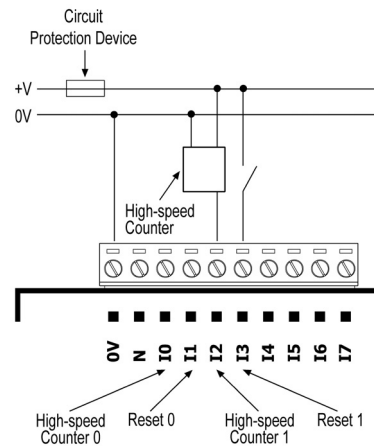 Circuit
Protection Device
+V
0V
High-speed
Counter
0V
N
I0
I1
I2
I3
I4
I5
I6
I7
High-speed
Counter 0
Reset 0
High-speed
Counter 1
Reset 1